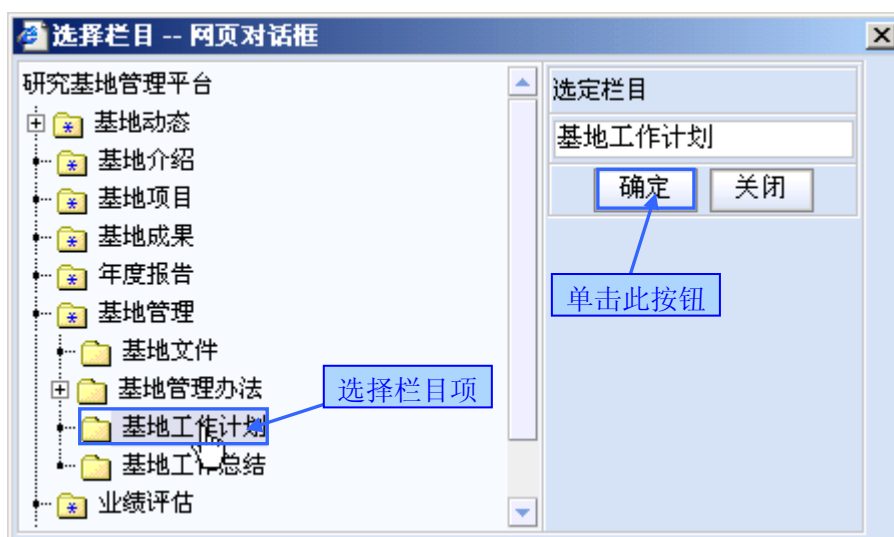 选择栏目 -- 网页对话框
研究基地管理平台
基地动态
基地介绍
基地项目
基地成果
年度报告
基地管理
基地文件
基地管理办法
基地工作计划
基地工作总结
业绩评估
选择栏目项
选定栏目
基地工作计划
确定 关闭
单击此按钮